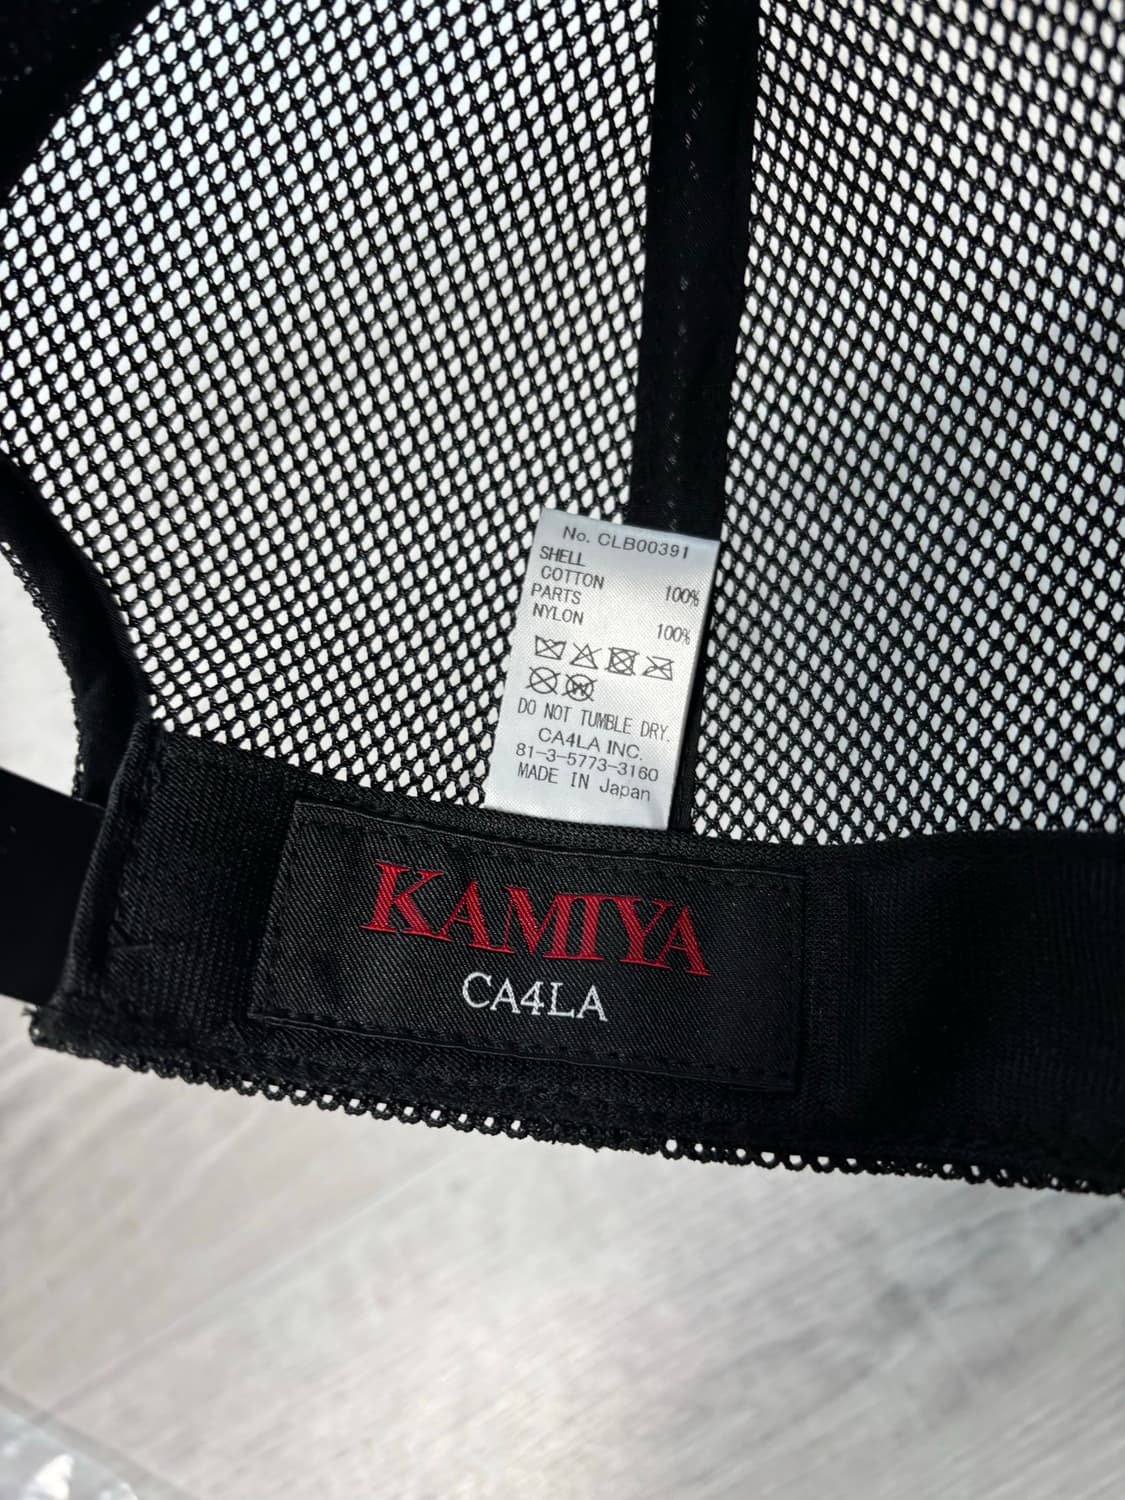 No. CLB00391
SHELL
COTTON 100%
PARTS
NYLON 100%
DO NOT TUMBLE DRY.
CA4LA INC.
81-3-5773-3160
MADE IN Japan
KAMIYA
CA4LA